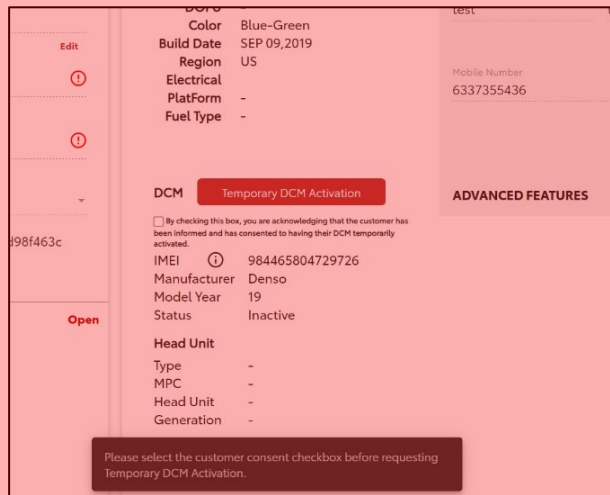 DOFU -
test
Color Blue-Green
Edit
Build Date SEP 09,2019
Region US
Electrical
PlatForm -
Fuel Type -
Mobile Number
6337355436
DCM Temporary DCM Activation
ADVANCED FEATURES
By checking this box, you are acknowledging that the customer has
been informed and has consented to having their DCM temporarily
activated.
d98f463c
IMEI 984465804729726
Manufacturer Denso
Model Year 19
Status Inactive
Open
Head Unit
Type -
MPC -
Head Unit -
Generation -
Please select the customer consent checkbox before requesting
Temporary DCM Activation.